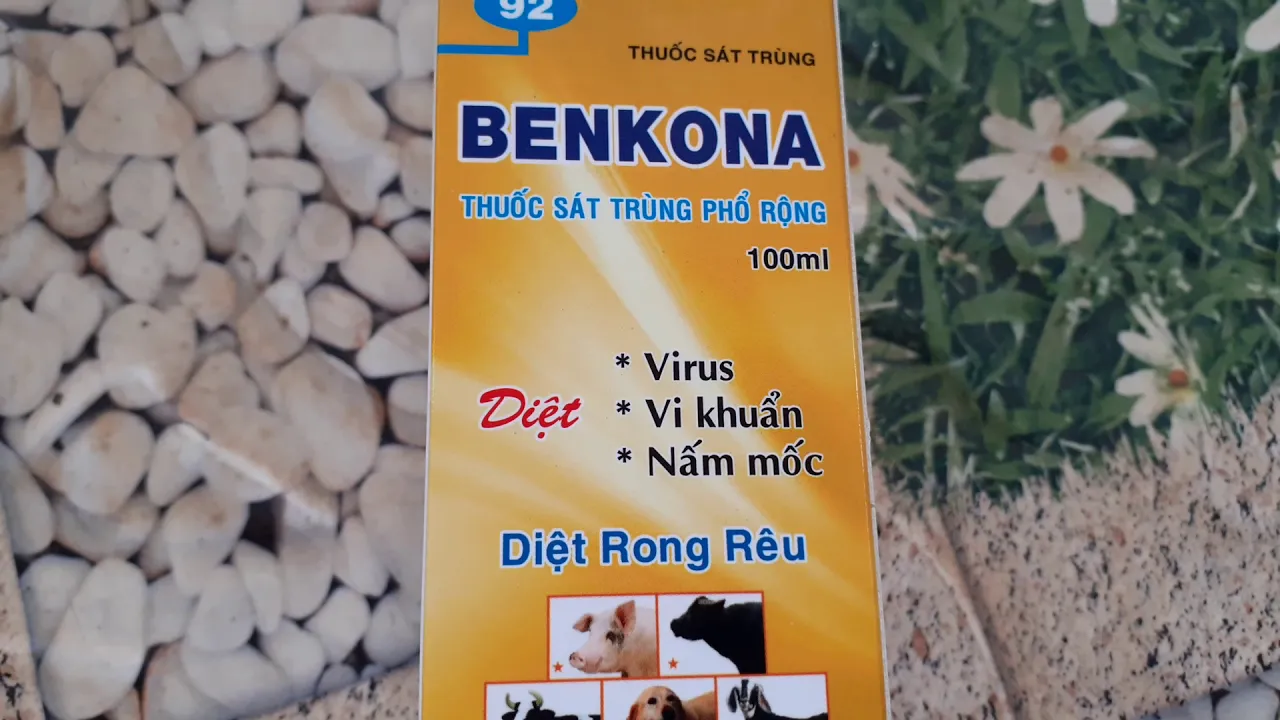 92
THUỐC SÁT TRÙNG
BENKONA
THUỐC SÁT TRÙNG PHỔ RỘNG
100ml
Diệt
* Virus
* Vi khuẩn
* Nấm mốc
Diệt Rong Rêu